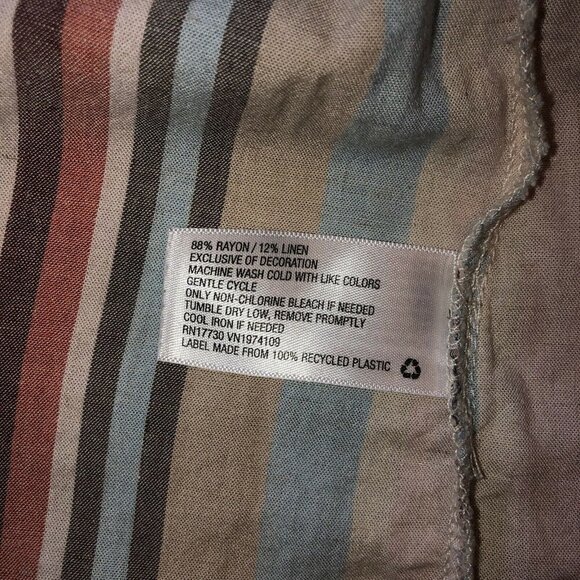 88% RAYON / 12% LINEN
EXCLUSIVE OF DECORATION
MACHINE WASH COLD WITH LIKE COLORS
GENTLE CYCLE
ONLY NON-CHLORINE BLEACH IF NEEDED
TUMBLE DRY LOW, REMOVE PROMPTLY
COOL IRON IF NEEDED
RN17730 VN1974109
LABEL MADE FROM 100% RECYCLED PLASTIC